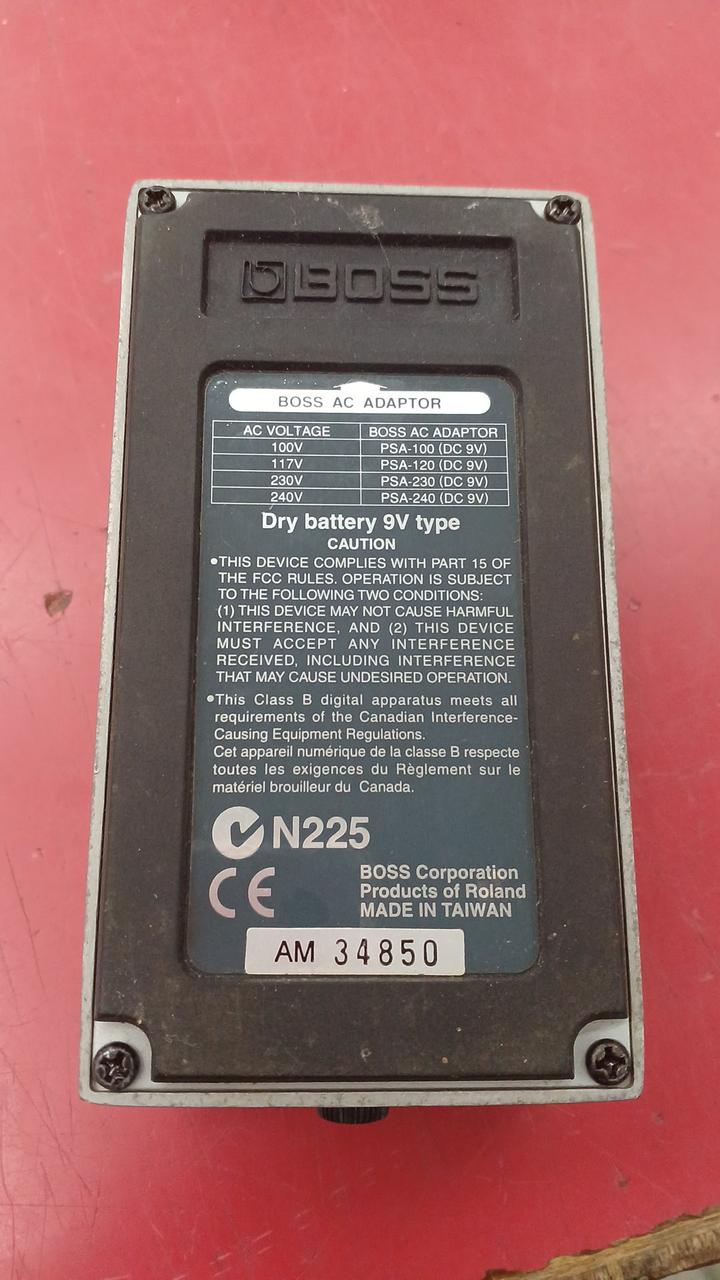 BOSS
BOSS AC ADAPTOR
AC VOLTAGE BOSS AC ADAPTOR
100V PSA-100 (DC 9V)
117V PSA-120 (DC 9V)
230V PSA-230 (DC 9V)
240V PSA-240 (DC 9V)
Dry battery 9V type
CAUTION
•THIS DEVICE COMPLIES WITH PART 15 OF
THE FCC RULES. OPERATION IS SUBJECT
TO THE FOLLOWING TWO CONDITIONS:
(1) THIS DEVICE MAY NOT CAUSE HARMFUL
INTERFERENCE, AND (2) THIS DEVICE
MUST ACCEPT ANY INTERFERENCE
RECEIVED, INCLUDING INTERFERENCE
THAT MAY CAUSE UNDESIRED OPERATION.
•This Class B digital apparatus meets all
requirements of the Canadian Interference-
Causing Equipment Regulations.
Cet appareil numérique de la classe B respecte
toutes les exigences du Règlement sur le
matériel brouilleur du Canada.
N225
CE
BOSS Corporation
Products of Roland
MADE IN TAIWAN
AM 34850